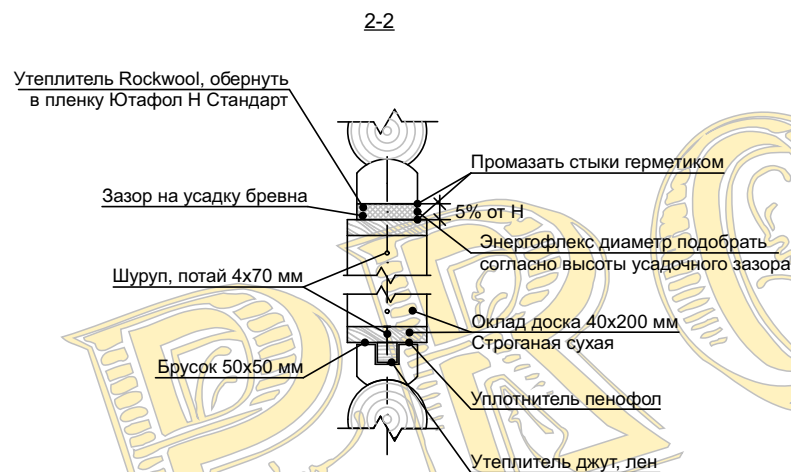 2-2
Утеплитель Rockwool, обернуть
в пленку Ютафол Н Стандарт
Промазать стыки герметиком
Зазор на усадку бревна
5% от Н
Энергофлекс диаметр подобрать
согласно высоты усадочного зазора
Шуруп, потай 4х70 мм
Оклад доска 40х200 мм
Строганая сухая
Брусок 50х50 мм
Уплотнитель пенофол
Утеплитель джут, лен